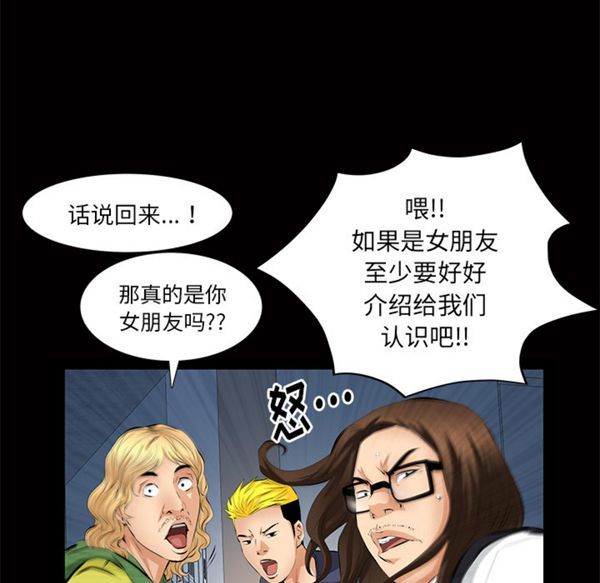 话说回来...！
那真的是你
女朋友吗??
喂!!
如果是女朋友
至少要好好
介绍给我们
认识吧!!
怒...